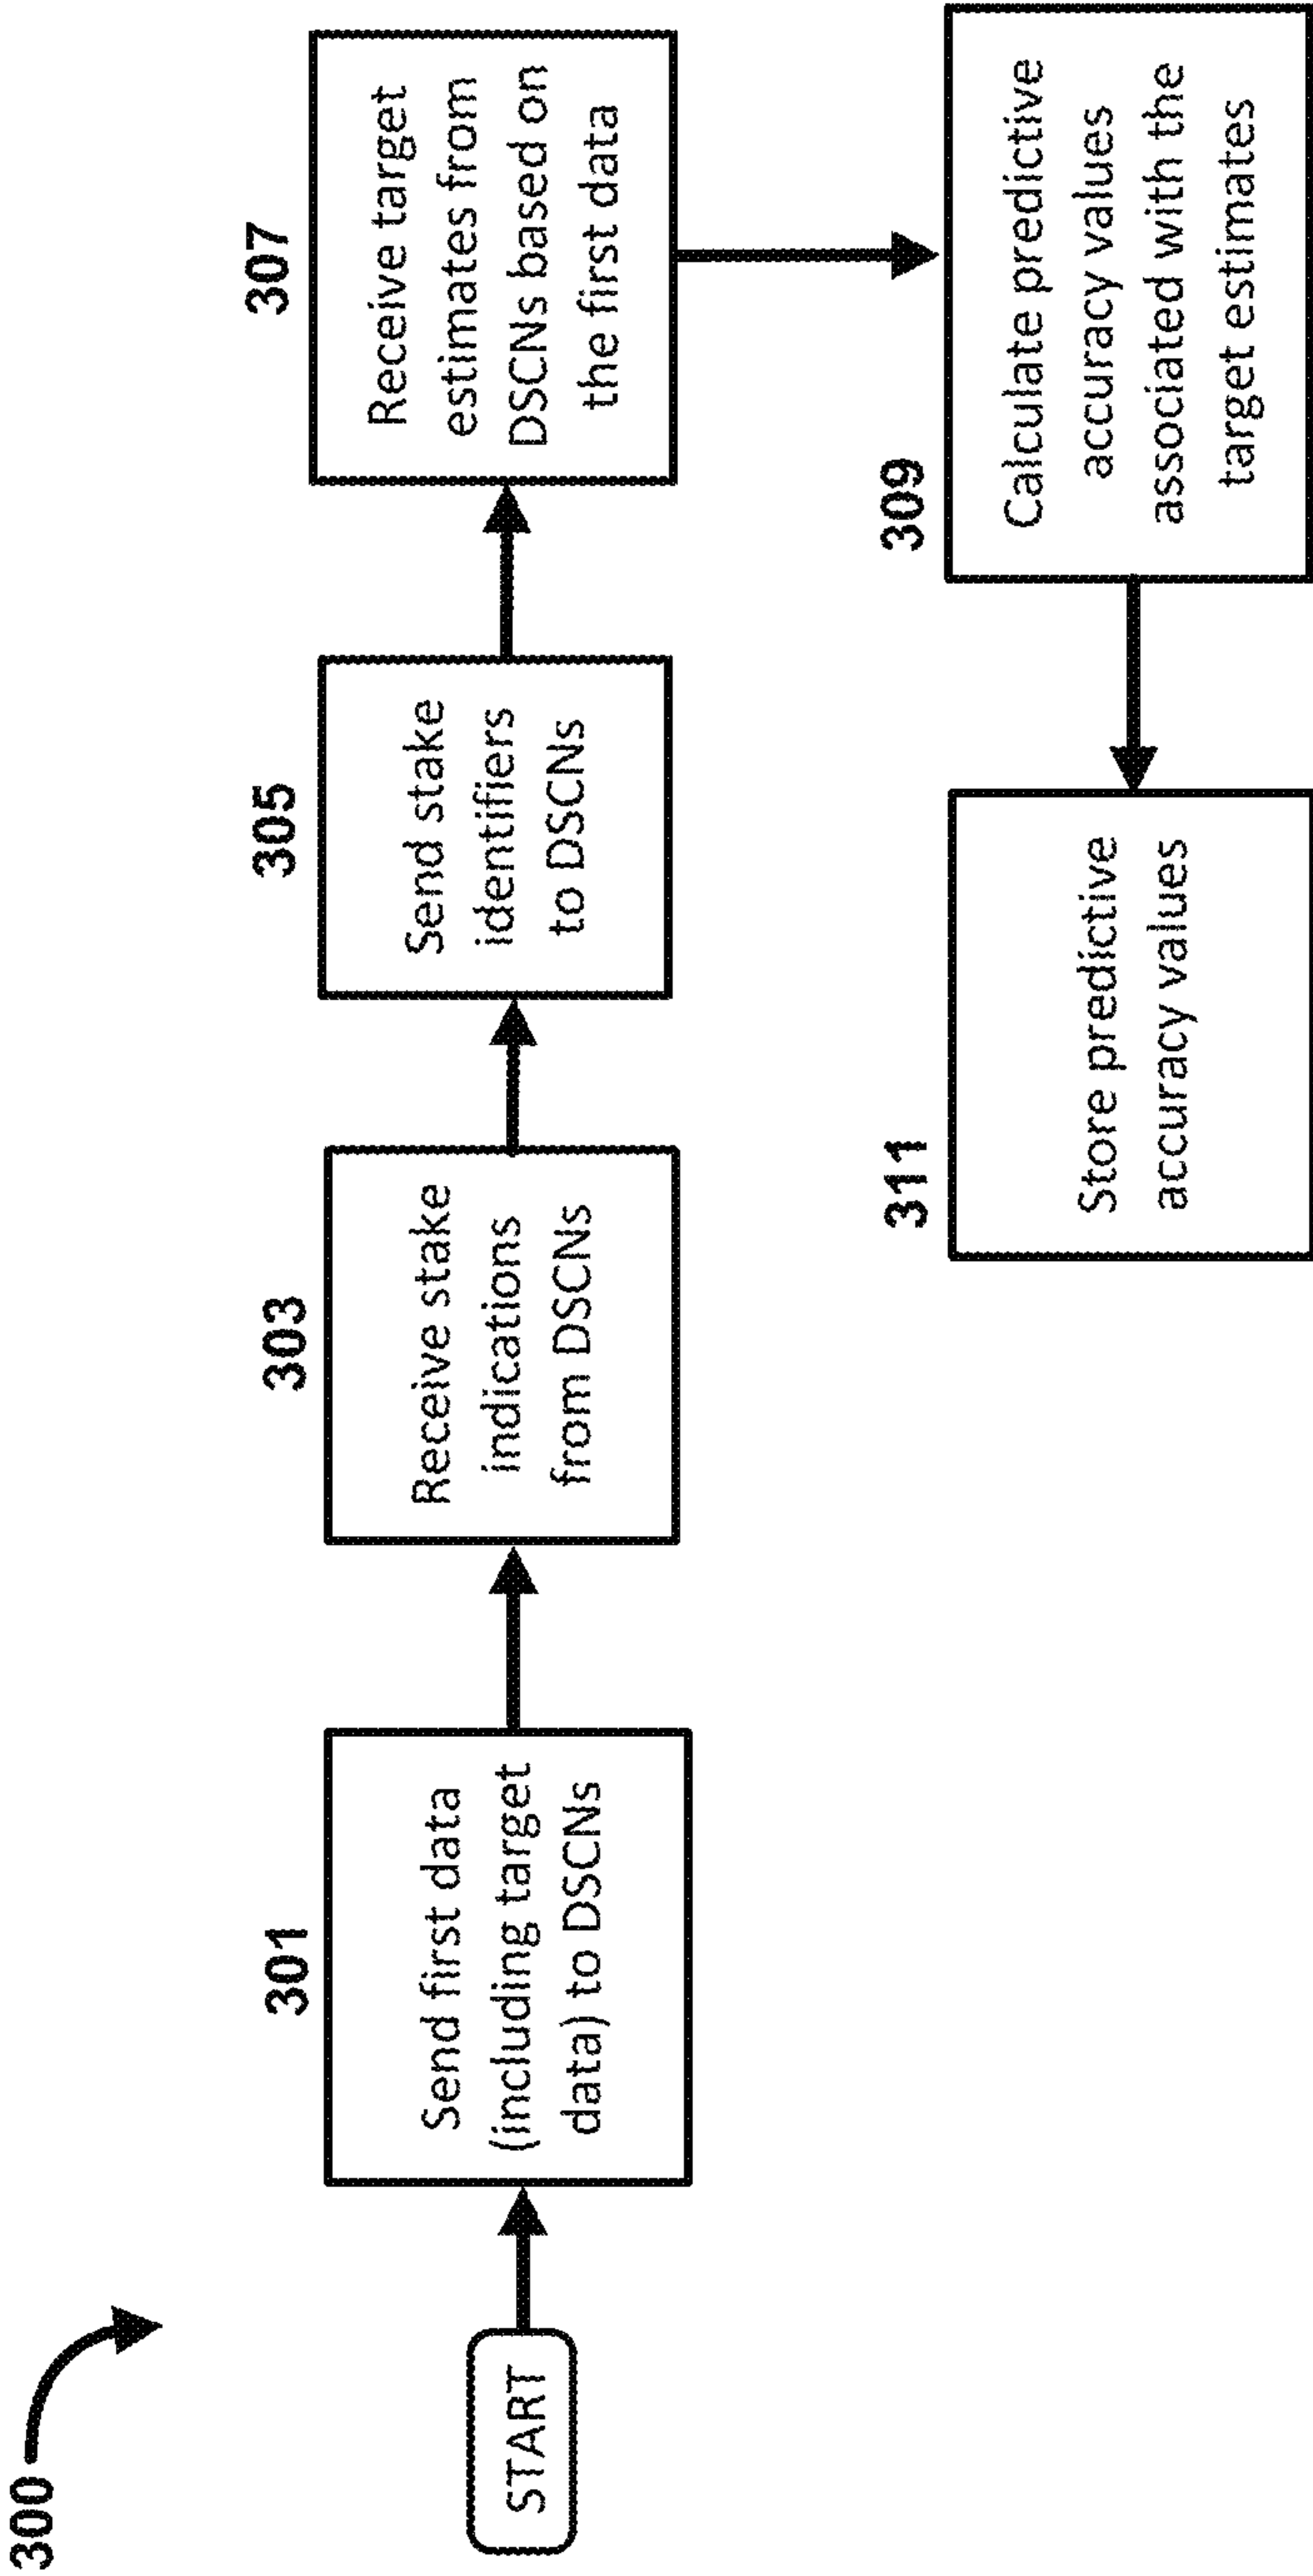 300
START
301
Send first data
(including target
data) to DSCNs
303
Receive stake
indications
from DSCNs
305
Send stake
identifiers
to DSCNs
307
Receive target
estimates from
DSCNs based on
the first data
309
Calculate predictive
accuracy values
associated with the
target estimates
311
Store predictive
accuracy values